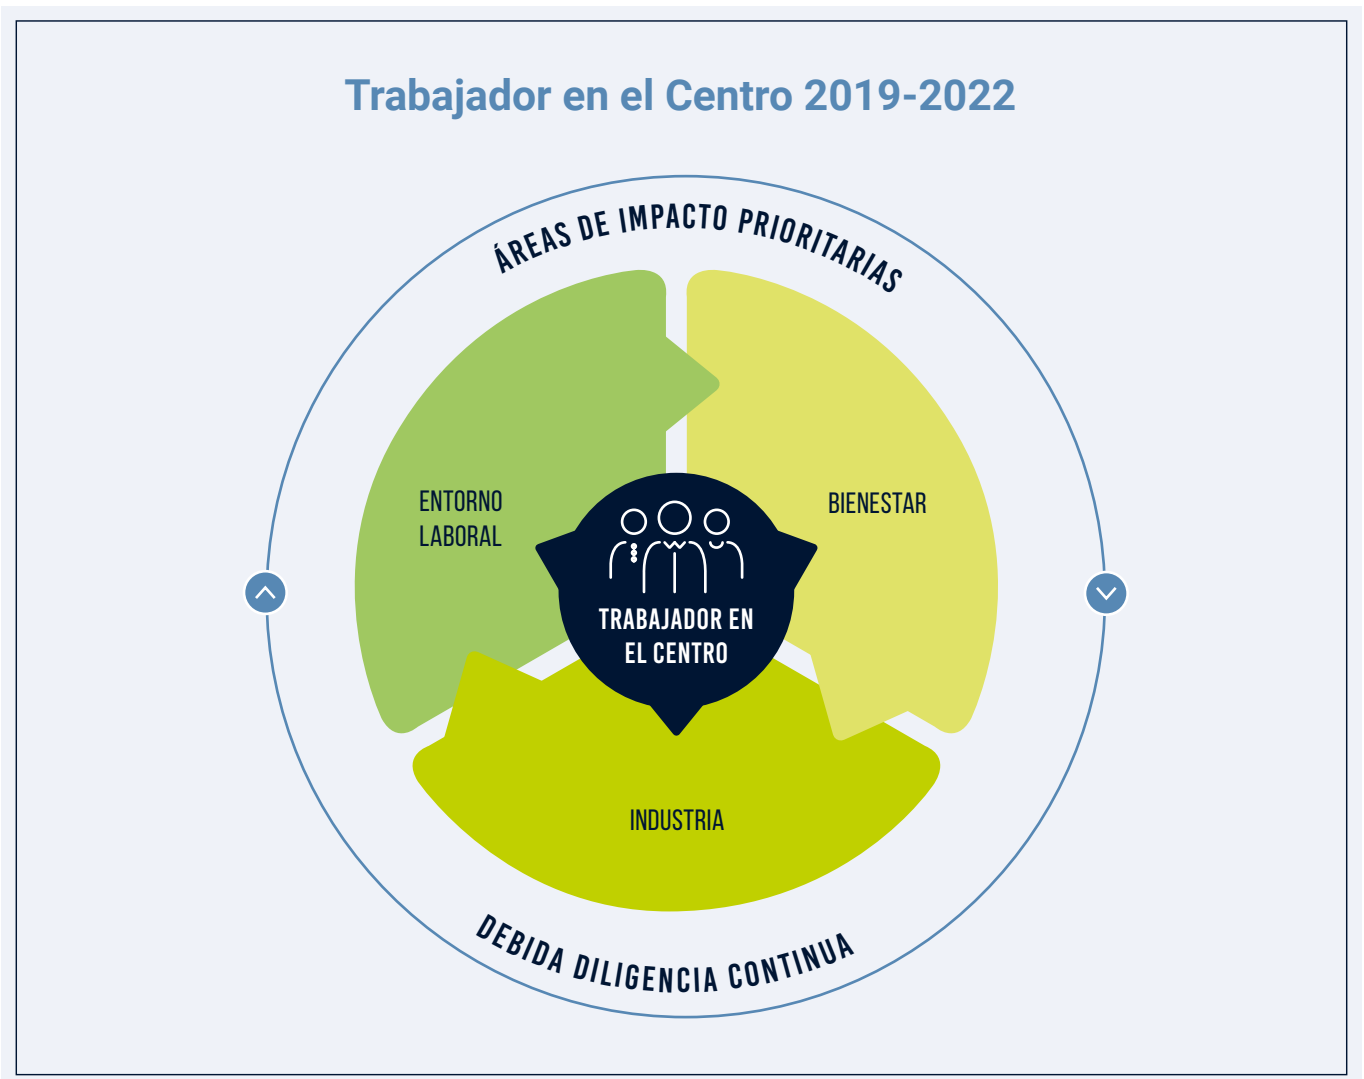 Trabajador en el Centro 2019-2022
ÁREAS DE IMPACTO PRIORITARIAS
ENTORNO
LABORAL
BIENESTAR
TRABAJADOR EN
EL CENTRO
INDUSTRIA
DEBIDA DILIGENCIA CONTINUA